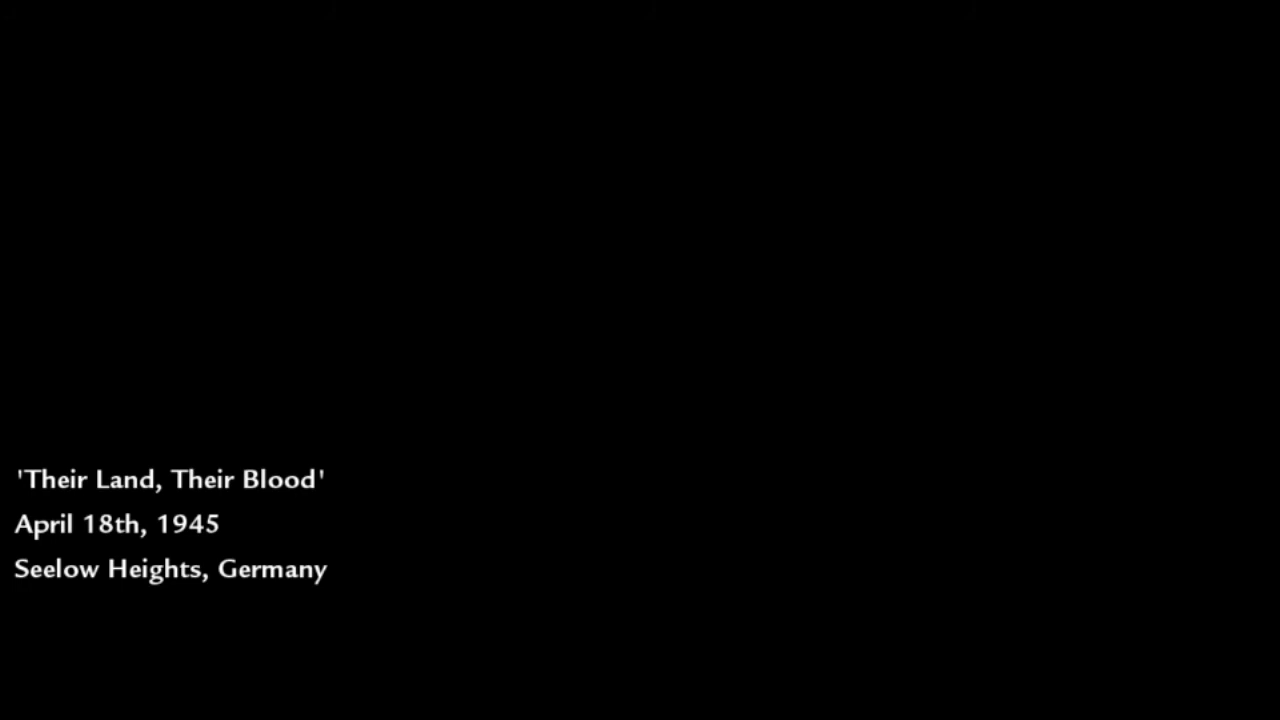 'Their Land, Their Blood'
April 18th, 1945
Seelow Heights, Germany